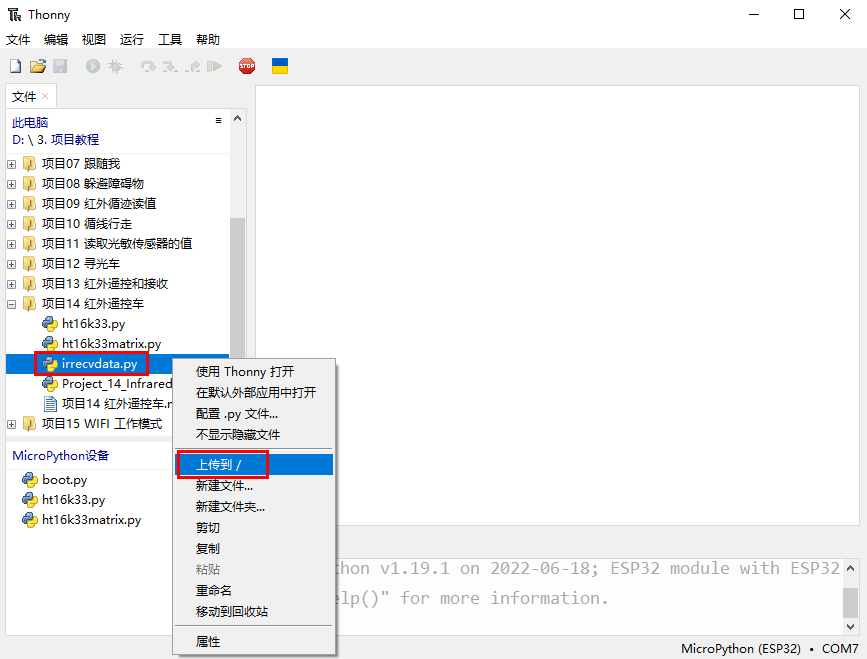 Thonny
文件 编辑 视图 运行 工具 帮助
STOP
文件
此电脑
D: \ 3. 项目教程
项目07 跟随我
项目08 躲避障碍物
项目09 红外循迹读值
项目10 循线行走
项目11 读取光敏传感器的值
项目12 寻光车
项目13 红外遥控和接收
项目14 红外遥控车
ht16k33.py
ht16k33matrix.py
irrecvdata.py
Project_14_Infrared
项目14 红外遥控车.r
项目15 WIFI 工作模式
使用 Thonny 打开
在默认外部应用中打开
配置 .py 文件...
不显示隐藏文件
上传到 /
新建文件...
新建文件夹...
剪切
复制
粘贴
重命名
移动到回收站
属性
MicroPython设备
boot.py
ht16k33.py
ht16k33matrix.py
thon v1.19.1 on 2022-06-18; ESP32 module with ESP32
elp()" for more information.
MicroPython (ESP32) • COM7